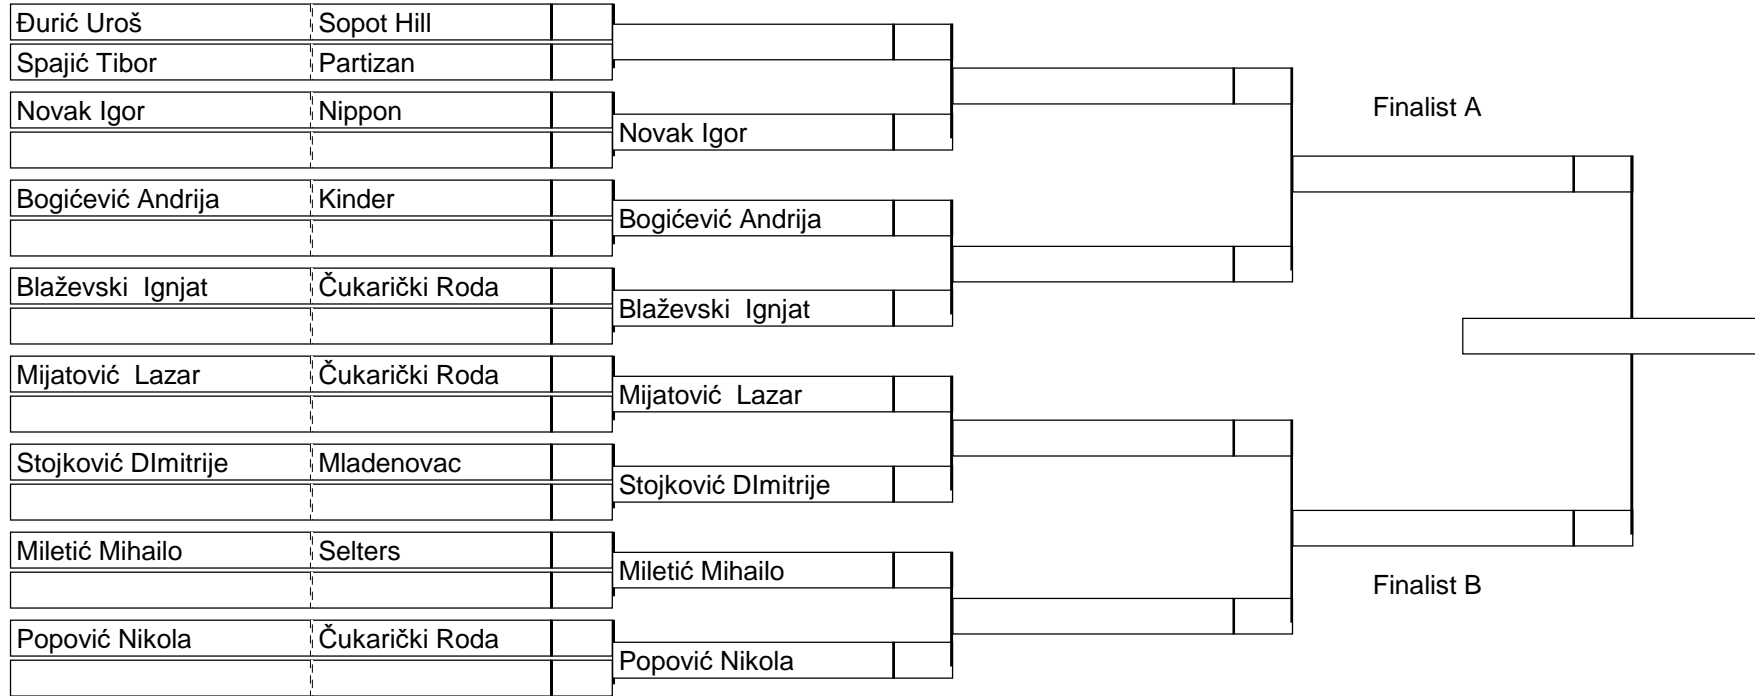 Đurić Uroš Sopot Hill
Spajić Tibor Partizan
Novak Igor Nippon
Novak Igor
Bogićević Andrija Kinder
Bogićević Andrija
Blaževski  Ignjat Čukarički Roda
Blaževski  Ignjat
Mijatović  Lazar Čukarički Roda
Mijatović  Lazar
Stojković DImitrije Mladenovac
Stojković DImitrije
Miletić Mihailo Selters
Miletić Mihailo
Popović Nikola Čukarički Roda
Popović Nikola
Finalist A
Finalist B